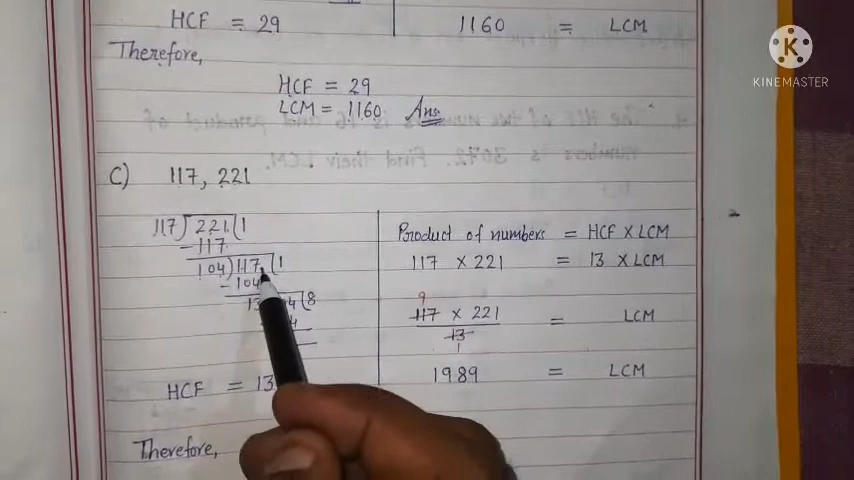 HCF = 29
1160 = LCM
Therefore,
HCF = 29
LCM = 1160 Ans
C) 117, 221
117) 221 (1
- 117
104) 117 (1
- 104
8
HCF = 13
Product of numbers = HCF X LCM
117 × 221 = 13 X LCM
9
117 × 221 = LCM
13
1
1989 = LCM
Therefore,
K
KINEMASTER